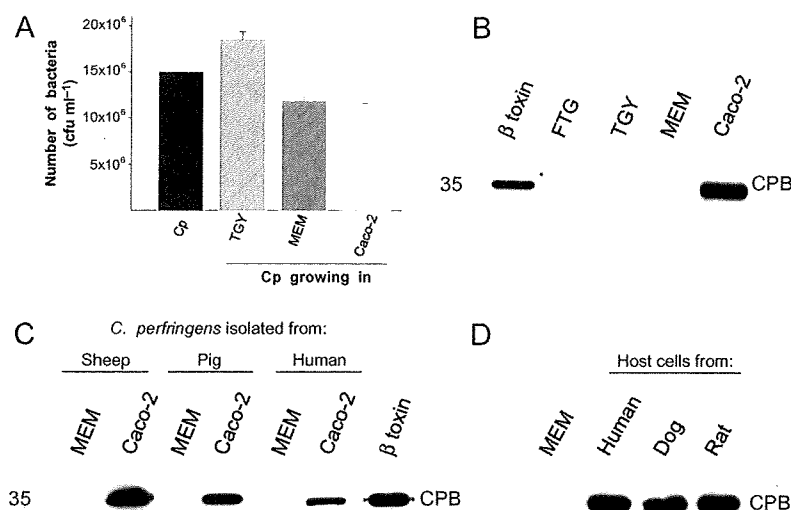 A
Number of bacteria
(cfu ml⁻¹)
20x10⁶
15x10⁶
10x10⁶
5x10⁶
Cp
TGY
MEM
Caco-2
Cp growing in
B
β toxin
FTG
TGY
MEM
Caco-2
35
CPB
C
C. perfringens isolated from:
Sheep
Pig
Human
MEM
Caco-2
MEM
Caco-2
MEM
Caco-2
β toxin
35
CPB
D
Host cells from:
MEM
Human
Dog
Rat
CPB